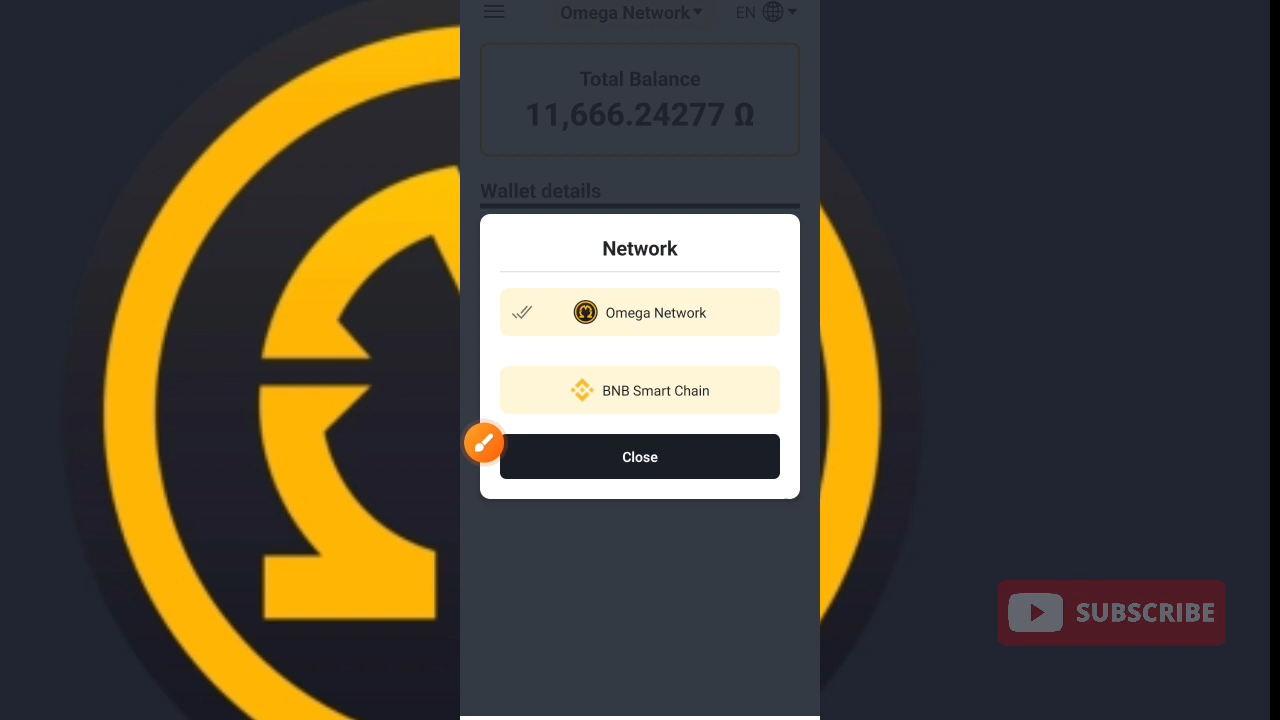 Omega Network
EN
Total Balance
11,666.24277 Ω
Wallet details
Network
Omega Network
BNB Smart Chain
Close
SUBSCRIBE